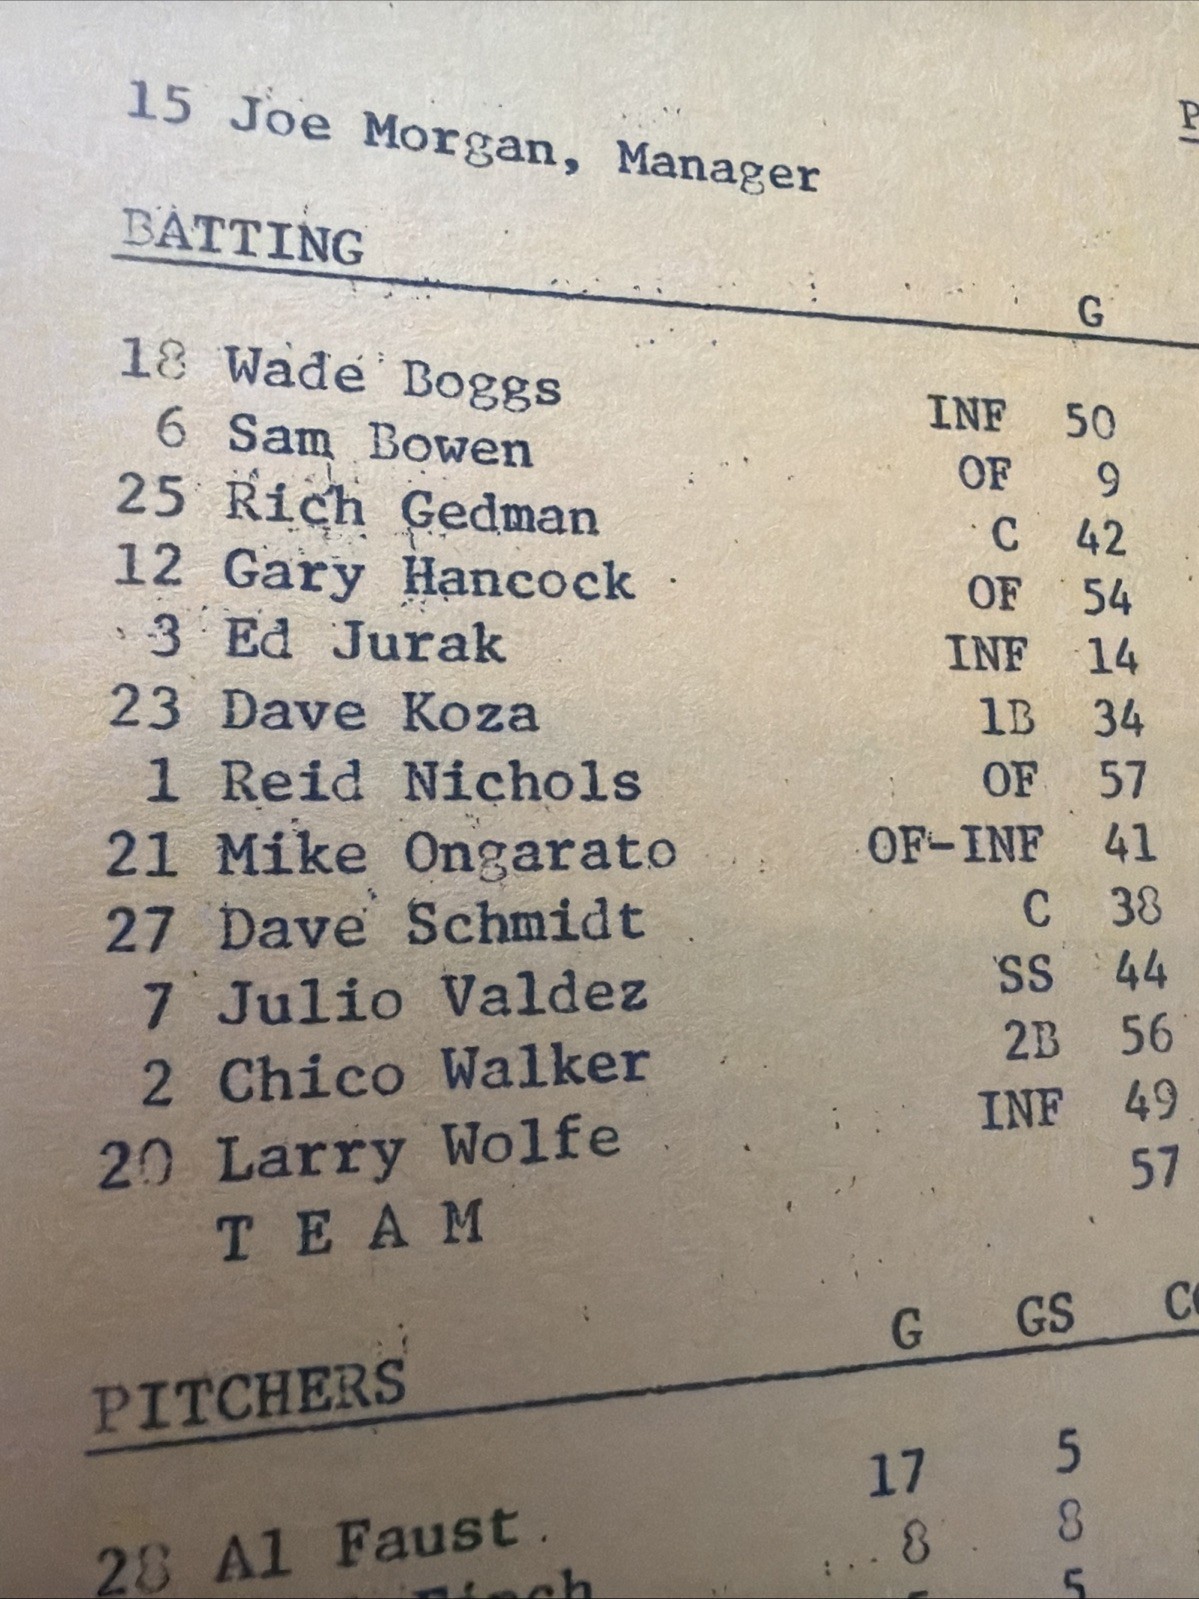 15 Joe Morgan, Manager
BATTING G
18 Wade Boggs INF 50
6 Sam Bowen OF 9
25 Rich Gedman C 42
12 Gary Hancock OF 54
3 Ed Jurak INF 14
23 Dave Koza 1B 34
1 Reid Nichols OF 57
21 Mike Ongarato OF-INF 41
27 Dave Schmidt C 38
7 Julio Valdez SS 44
2 Chico Walker 2B 56
20 Larry Wolfe INF 49
T E A M 57
PITCHERS G GS
28 Al Faust 17 5
8 8
5